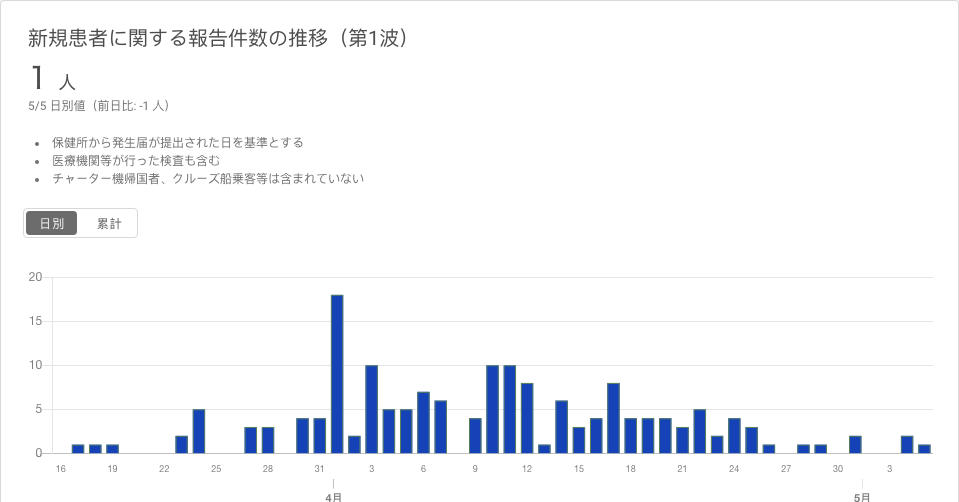 新規患者に関する報告件数の推移（第1波）
1 人
5/5 日別値（前日比: -1 人）
保健所から発生届が提出された日を基準とする
医療機関等が行った検査も含む
チャーター機帰国者、クルーズ船乗客等は含まれていない
日別 累計
20
15
10
5
0
16 19 22 25 28 31 3 6 9 12 15 18 21 24 27 30 3
4月 5月